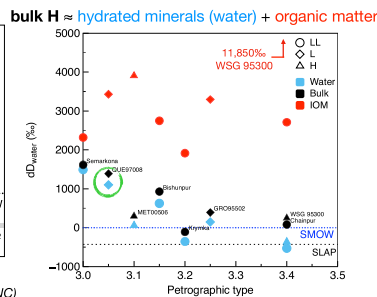 bulk H ≈ hydrated minerals (water) + organic matter
5000
4000
3000
2000
1000
0
−1000
dDwater (‰)
11,850‰
WSG 95300
LL
L
H
Water
Bulk
IOM
Semarkona
QUE97008
Bishunpur
MET00506
GRO95502
Krymka
WSG 95300
Chainpur
SMOW
SLAP
3.0
3.1
3.2
3.3
3.4
3.5
Petrographic type